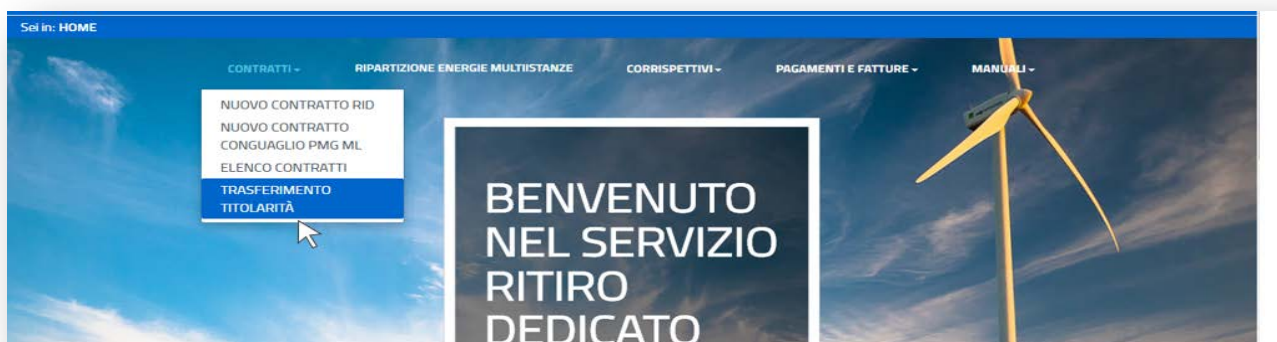 Sei in: HOME
CONTRATTI RIPARTIZIONE ENERGIE MULTIISTANZE CORRISPETTIVI PAGAMENTI E FATTURE MANUALI
NUOVO CONTRATTO RID
NUOVO CONTRATTO
CONGUAGLIO PMG ML
ELENCO CONTRATTI
TRASFERIMENTO
TITOLARITÀ
BENVENUTO
NEL SERVIZIO
RITIRO
DEDICATO